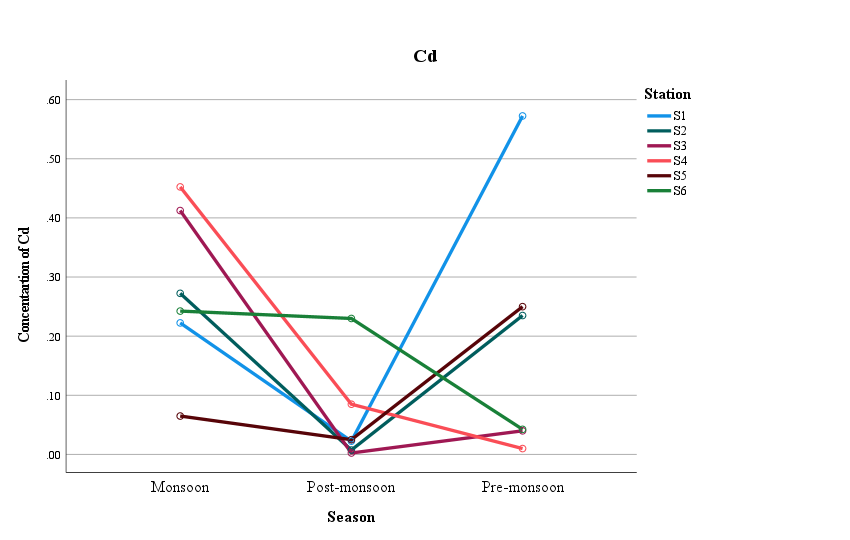 Cd
Station
S1
S2
S3
S4
S5
S6
.60
.50
.40
.30
.20
.10
.00
Concentartion of Cd
Monsoon
Post-monsoon
Pre-monsoon
Season